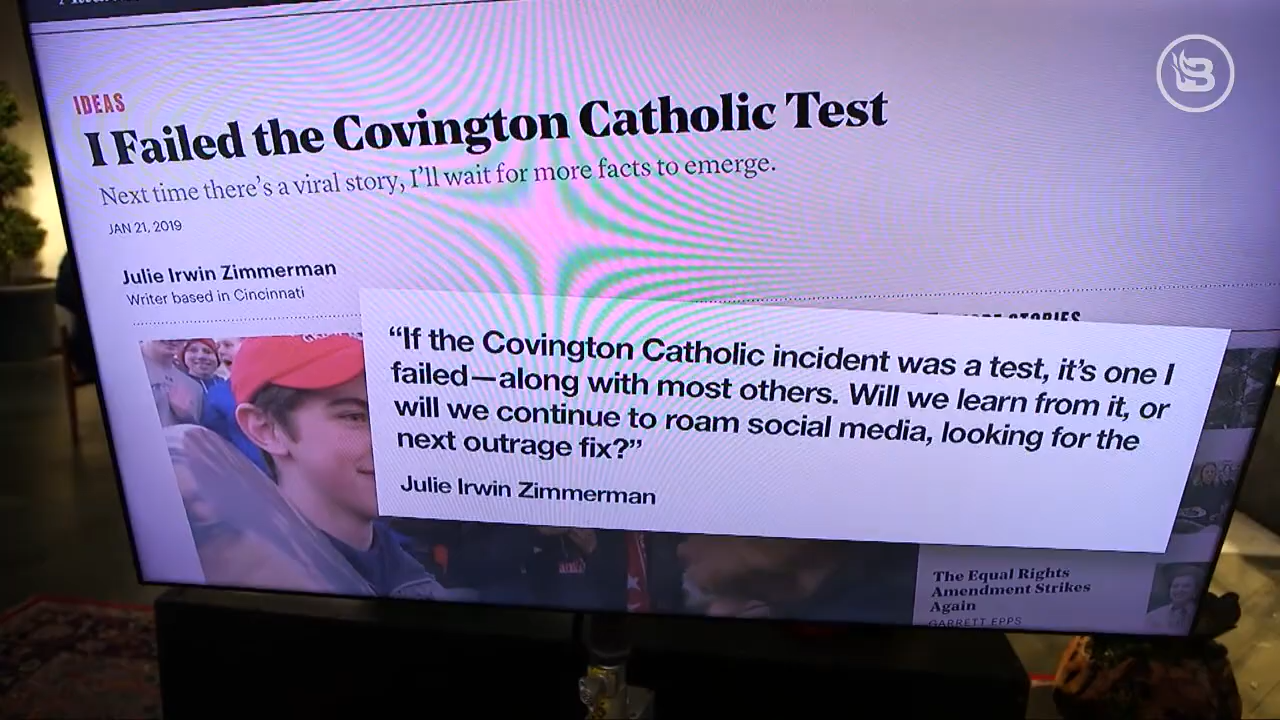 IDEAS
I Failed the Covington Catholic Test
Next time there's a viral story, I'll wait for more facts to emerge.
JAN 21, 2019
Julie Irwin Zimmerman
Writer based in Cincinnati
STORIES
“If the Covington Catholic incident was a test, it’s one I
failed—along with most others. Will we learn from it, or
will we continue to roam social media, looking for the
next outrage fix?”
Julie Irwin Zimmerman
The Equal Rights
Amendment Strikes
Again
GARRETT EPPS
B